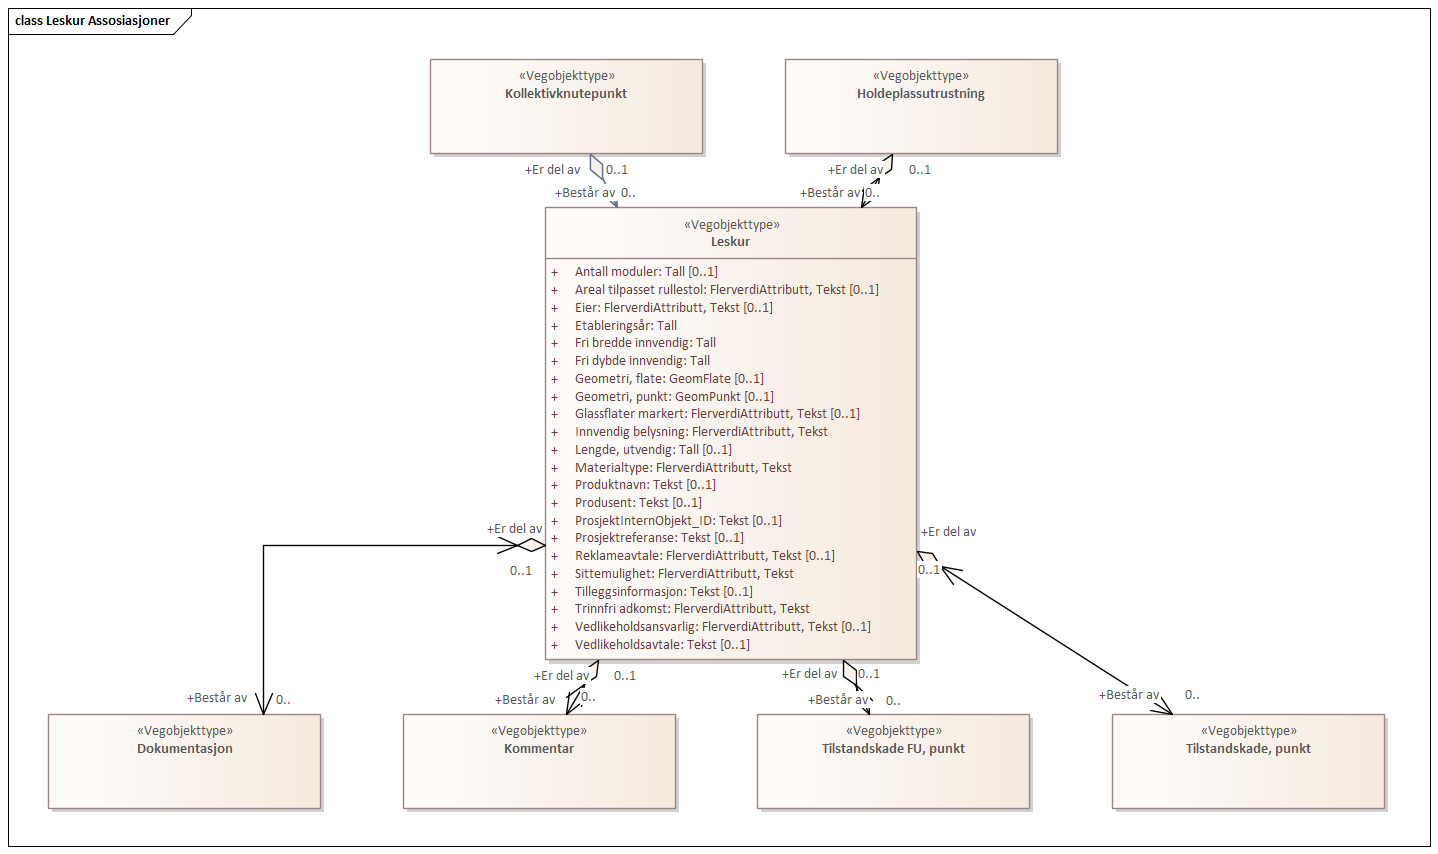 class Leskur Assosiasjoner
«Vegobjekttype»
Kollektivknutepunkt
«Vegobjekttype»
Holdeplassutrustning
+Er del av 0..1
+Består av 0..
+Er del av 0..1
+Består av 0..
«Vegobjekttype»
Leskur
+ Antall moduler: Tall [0..1]
+ Areal tilpasset rullestol: FlerverdiAttributt, Tekst [0..1]
+ Eier: FlerverdiAttributt, Tekst [0..1]
+ Etableringsår: Tall
+ Fri bredde innvendig: Tall
+ Fri dybde innvendig: Tall
+ Geometri, flate: GeomFlate [0..1]
+ Geometri, punkt: GeomPunkt [0..1]
+ Glassflater markert: FlerverdiAttributt, Tekst [0..1]
+ Innvendig belysning: FlerverdiAttributt, Tekst
+ Lengde, utvendig: Tall [0..1]
+ Materialtype: FlerverdiAttributt, Tekst
+ Produktnavn: Tekst [0..1]
+ Produsent: Tekst [0..1]
+ ProsjektInternObjekt_ID: Tekst [0..1]
+ Prosjektreferanse: Tekst [0..1]
+ Reklameavtale: FlerverdiAttributt, Tekst [0..1]
+ Sittemulighet: FlerverdiAttributt, Tekst
+ Tilleggsinformasjon: Tekst [0..1]
+ Trinnfri adkomst: FlerverdiAttributt, Tekst
+ Vedlikeholdsansvarlig: FlerverdiAttributt, Tekst [0..1]
+ Vedlikeholdsavtale: Tekst [0..1]
+Er del av
0..1
+Er del av
0..1
+Er del av 0..1
+Er del av 0..1
+Består av 0..
+Består av 0..
+Består av 0..
+Består av 0..
«Vegobjekttype»
Dokumentasjon
«Vegobjekttype»
Kommentar
«Vegobjekttype»
Tilstandskade FU, punkt
«Vegobjekttype»
Tilstandskade, punkt